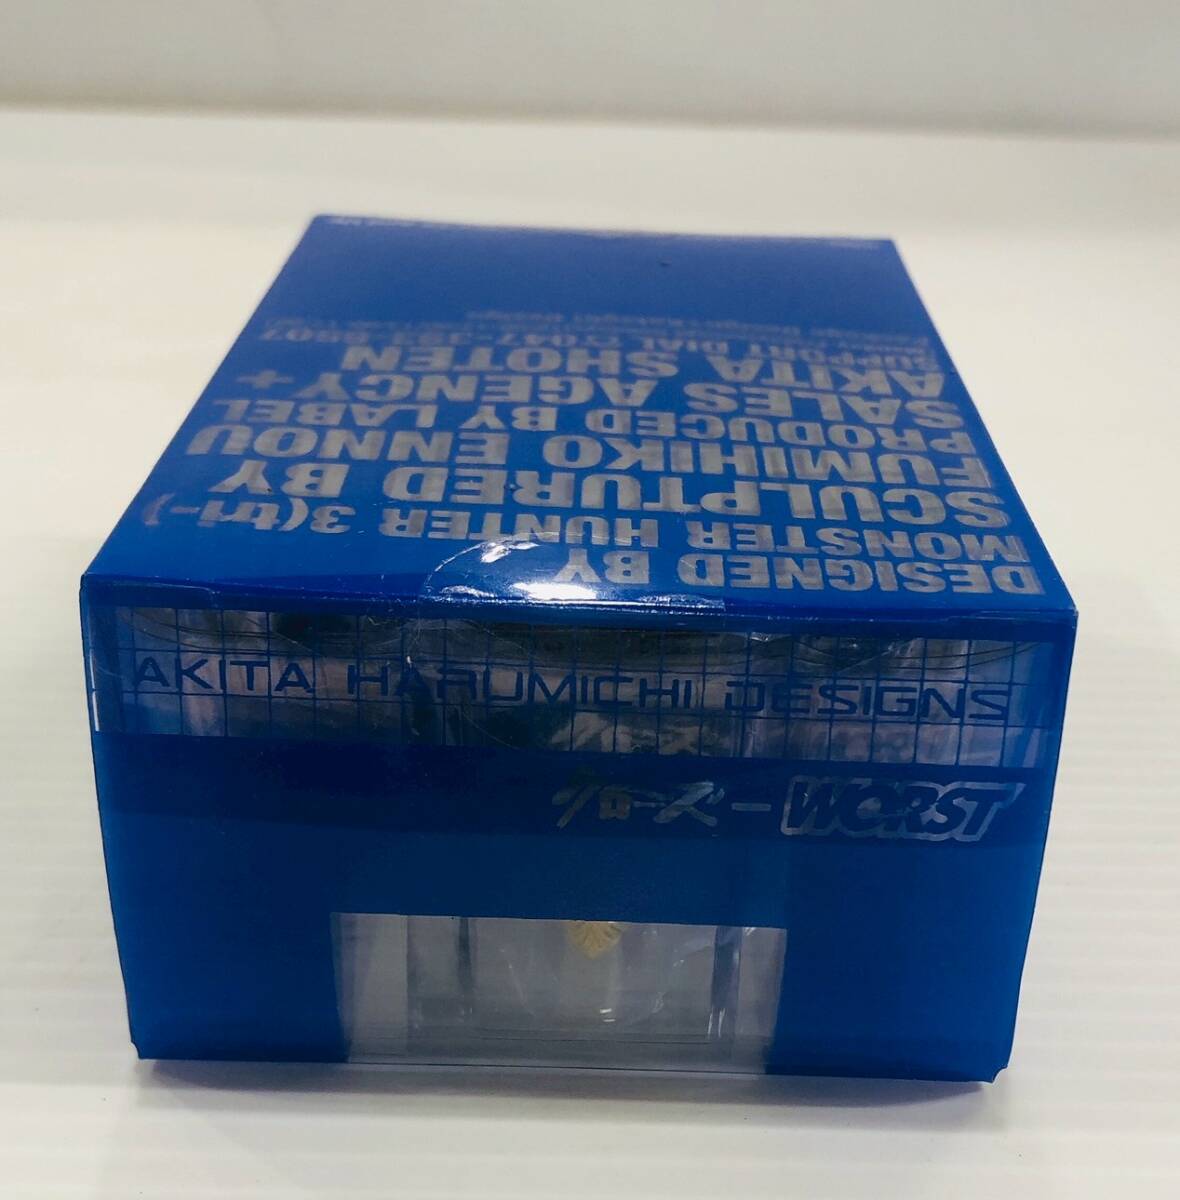 DESIGNED BY
MONSTER HUNTER 3(tri-)
SCULPTURED BY
FUMIHIKO ENNOU
PRODUCED BY LABEL
SALES AGENCY+
AKITA SHOTEN
AKITA HARUMICHI DESIGNS
クローズ-WORST